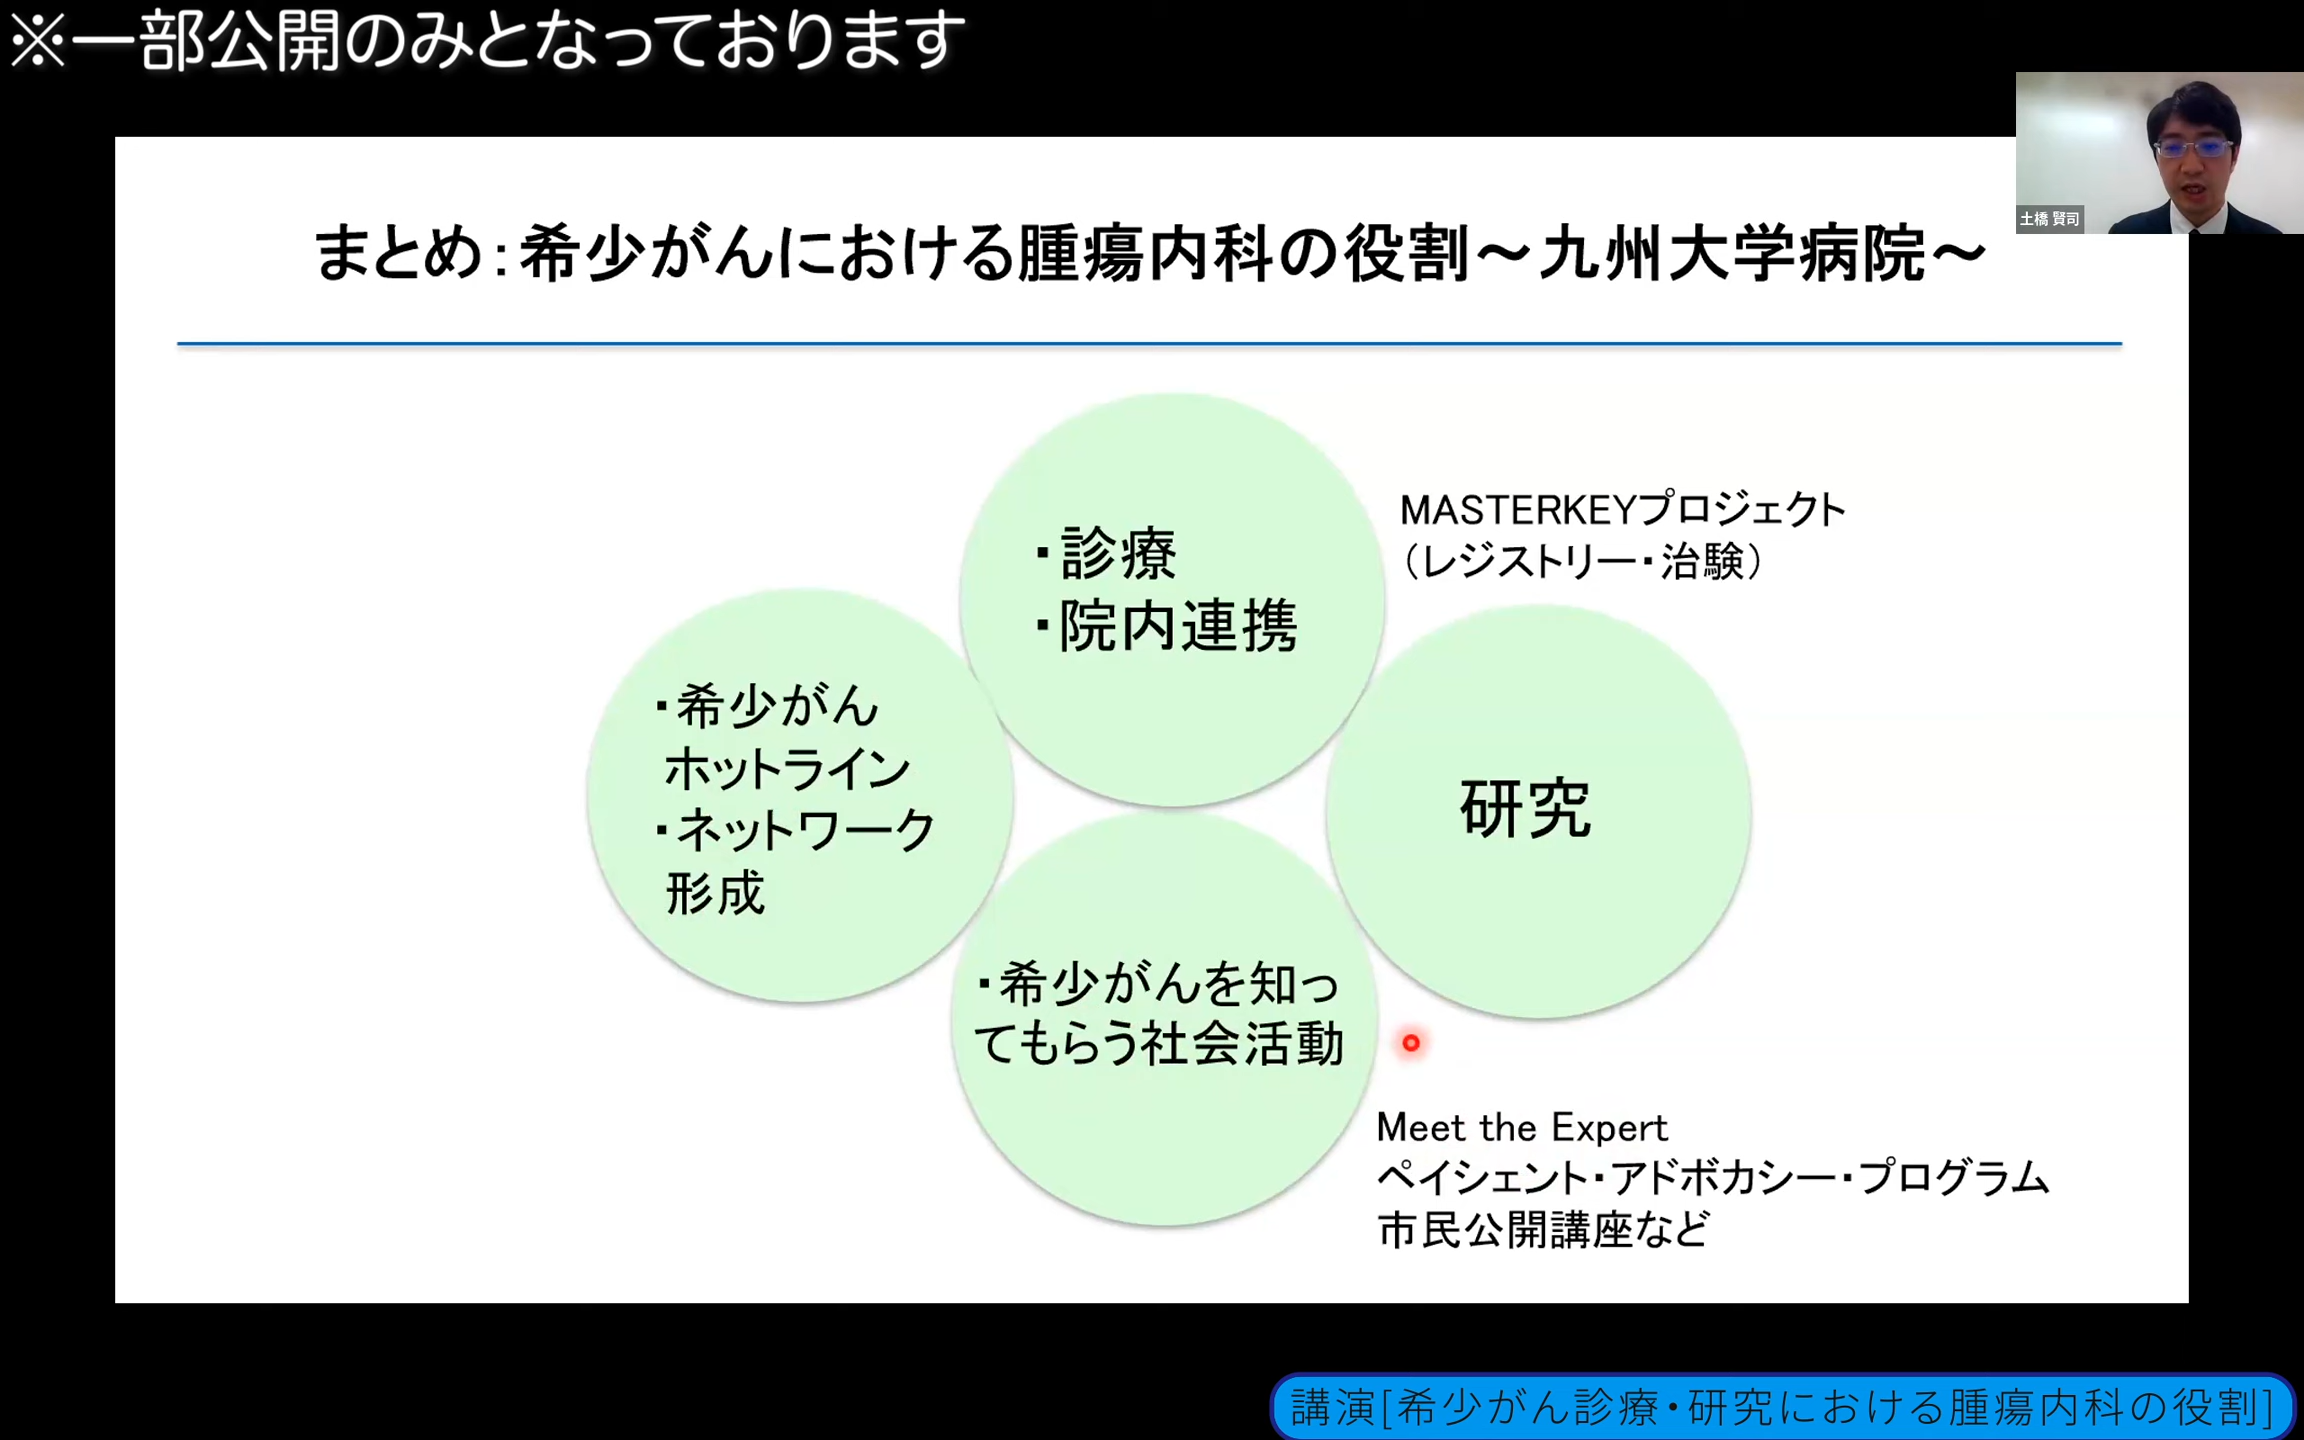 ※一部公開のみとなっております
土橋 賢司
まとめ：希少がんにおける腫瘍内科の役割～九州大学病院～
・診療
・院内連携
MASTERKEYプロジェクト
（レジストリー・治験）
・希少がん
ホットライン
・ネットワーク
形成
研究
・希少がんを知っ
てもらう社会活動
Meet the Expert
ペイシェント・アドボカシー・プログラム
市民公開講座など
講演[希少がん診療・研究における腫瘍内科の役割]